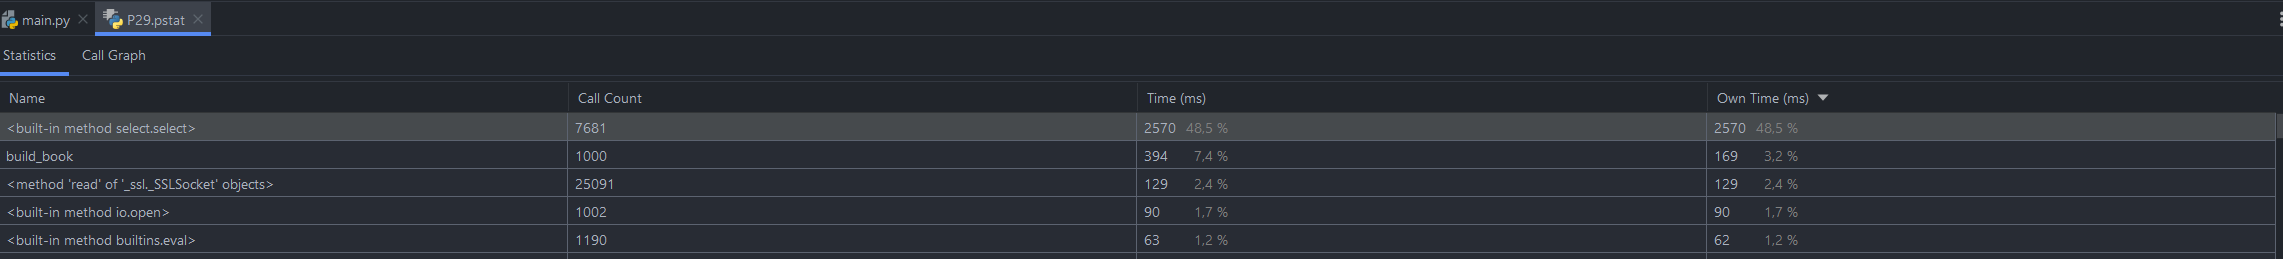 main.py P29.pstat
Statistics Call Graph
Name Call Count Time (ms) Own Time (ms)
<built-in method select.select> 7681 2570 48,5 % 2570 48,5 %
build_book 1000 394 7,4 % 169 3,2 %
<method 'read' of '_ssl._SSLSocket' objects> 25091 129 2,4 % 129 2,4 %
<built-in method io.open> 1002 90 1,7 % 90 1,7 %
<built-in method builtins.eval> 1190 63 1,2 % 62 1,2 %